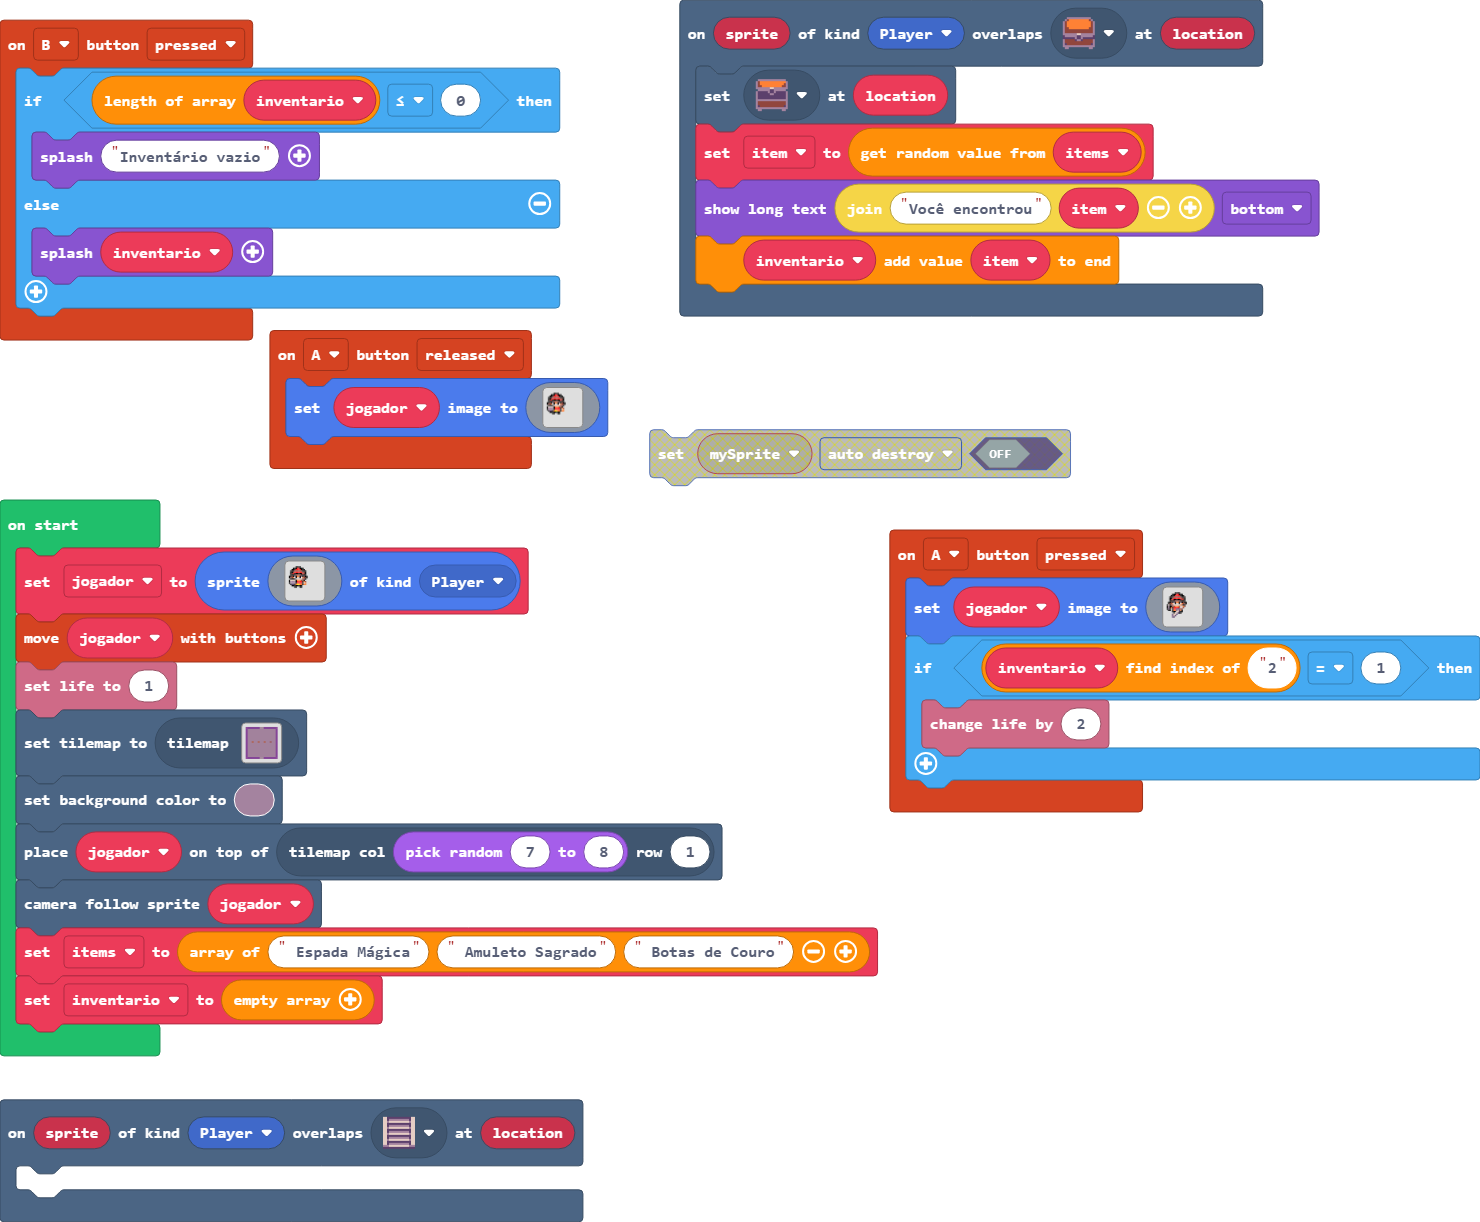 on B button pressed
if length of array inventario ≤ 0 then
splash "Inventário vazio"
else
splash inventario
on sprite of kind Player overlaps at location
set at location
set item to get random value from items
show long text join "Você encontrou" item bottom
inventario add value item to end
on A button released
set jogador image to
set mySprite auto destroy OFF
on start
set jogador to sprite of kind Player
move jogador with buttons
set life to 1
set tilemap to tilemap
set background color to
place jogador on top of tilemap col pick random 7 to 8 row 1
camera follow sprite jogador
set items to array of " Espada Mágica" " Amuleto Sagrado" " Botas de Couro"
set inventario to empty array
on A button pressed
set jogador image to
if inventario find index of "2" = 1 then
change life by 2
on sprite of kind Player overlaps at location